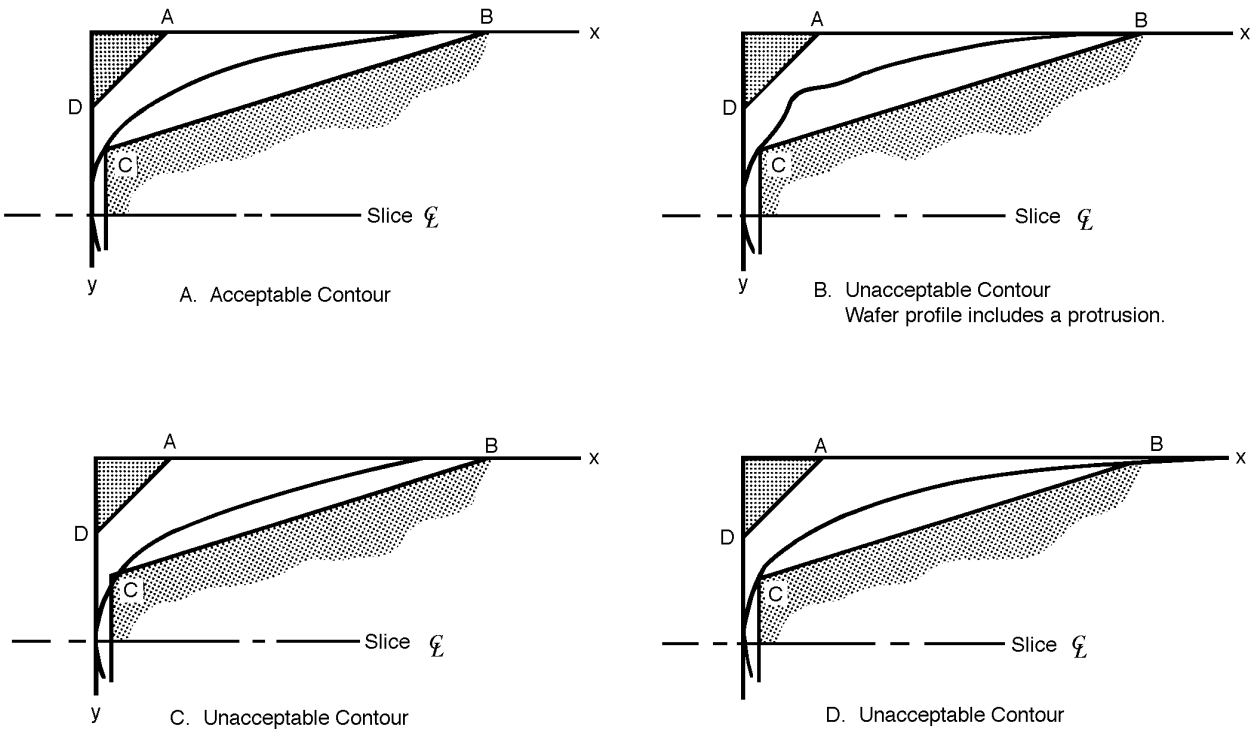 A
B
x
D
C
Slice ℄
y
A. Acceptable Contour
A
B
x
D
C
Slice ℄
y
B. Unacceptable Contour
Wafer profile includes a protrusion.
A
B
x
D
C
Slice ℄
y
C. Unacceptable Contour
A
B
x
D
C
Slice ℄
D. Unacceptable Contour